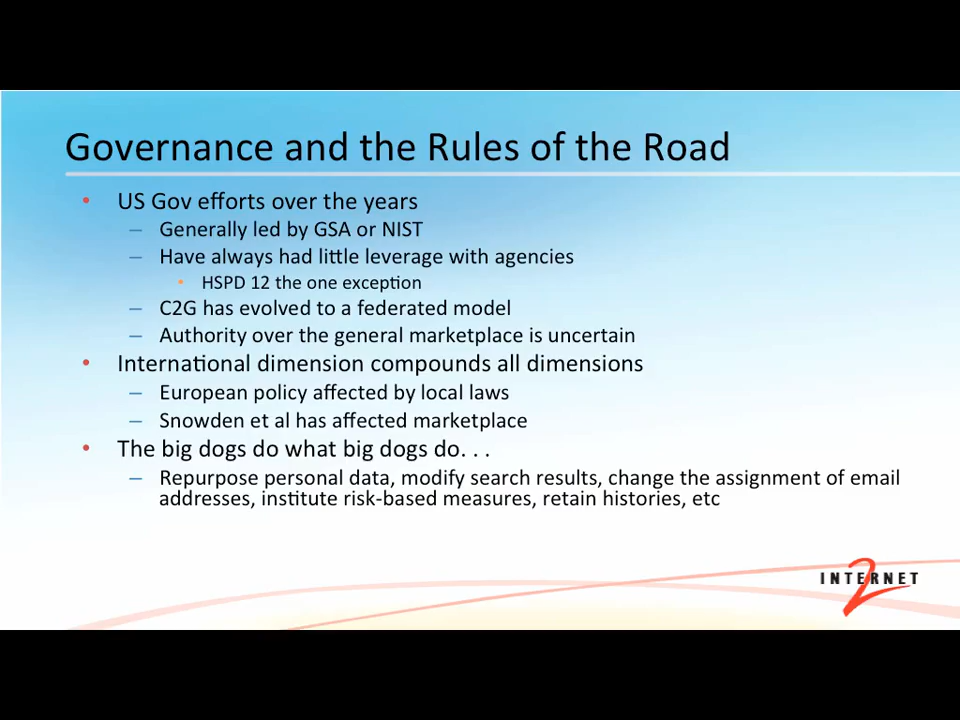 Governance and the Rules of the Road
• US Gov efforts over the years
– Generally led by GSA or NIST
– Have always had little leverage with agencies
• HSPD 12 the one exception
– C2G has evolved to a federated model
– Authority over the general marketplace is uncertain
• International dimension compounds all dimensions
– European policy affected by local laws
– Snowden et al has affected marketplace
• The big dogs do what big dogs do. . .
– Repurpose personal data, modify search results, change the assignment of email
addresses, institute risk-based measures, retain histories, etc
INTERNET
2